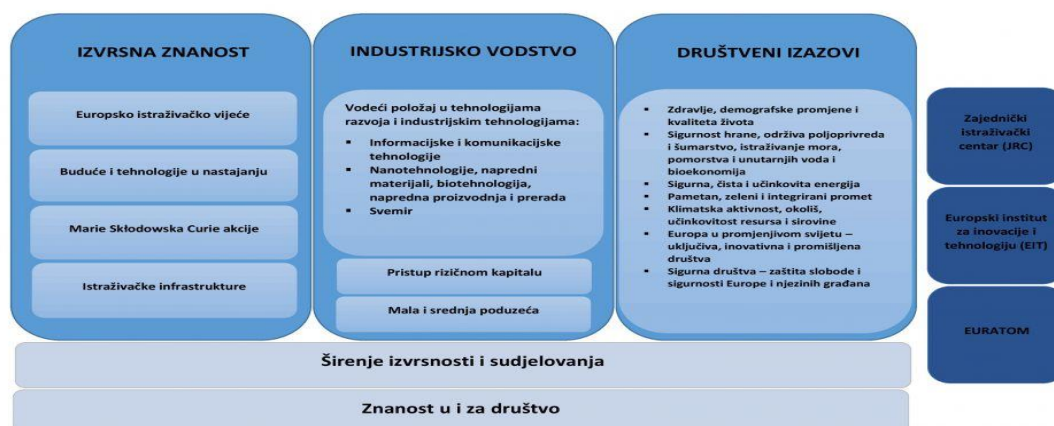 IZVRSNA ZNANOST
Europsko istraživačko vijeće
Buduće i tehnologije u nastajanju
Marie Skłodowska Curie akcije
Istraživačke infrastrukture
INDUSTRIJSKO VODSTVO
Vodeći položaj u tehnologijama
razvoja i industrijskim tehnologijama:
▪ Informacijske i komunikacijske
tehnologije
▪ Nanotehnologije, napredni
materijali, biotehnologija,
napredna proizvodnja i prerada
▪ Svemir
Pristup rizičnom kapitalu
Mala i srednja poduzeća
DRUŠTVENI IZAZOVI
▪ Zdravlje, demografske promjene i
kvaliteta života
▪ Sigurnost hrane, održiva poljoprivreda
i šumarstvo, istraživanje mora,
pomorstva i unutarnjih voda i
bioekonomija
▪ Sigurna, čista i učinkovita energija
▪ Pametan, zeleni i integrirani promet
▪ Klimatska aktivnost, okoliš,
učinkovitost resursa i sirovine
▪ Europa u promjenjivom svijetu –
uključiva, inovativna i promišljena
društva
▪ Sigurna društva – zaštita slobode i
sigurnosti Europe i njezinih građana
Zajednički
istraživački
centar (JRC)
Europski institut
za inovacije i
tehnologiju (EIT)
EURATOM
Širenje izvrsnosti i sudjelovanja
Znanost u i za društvo